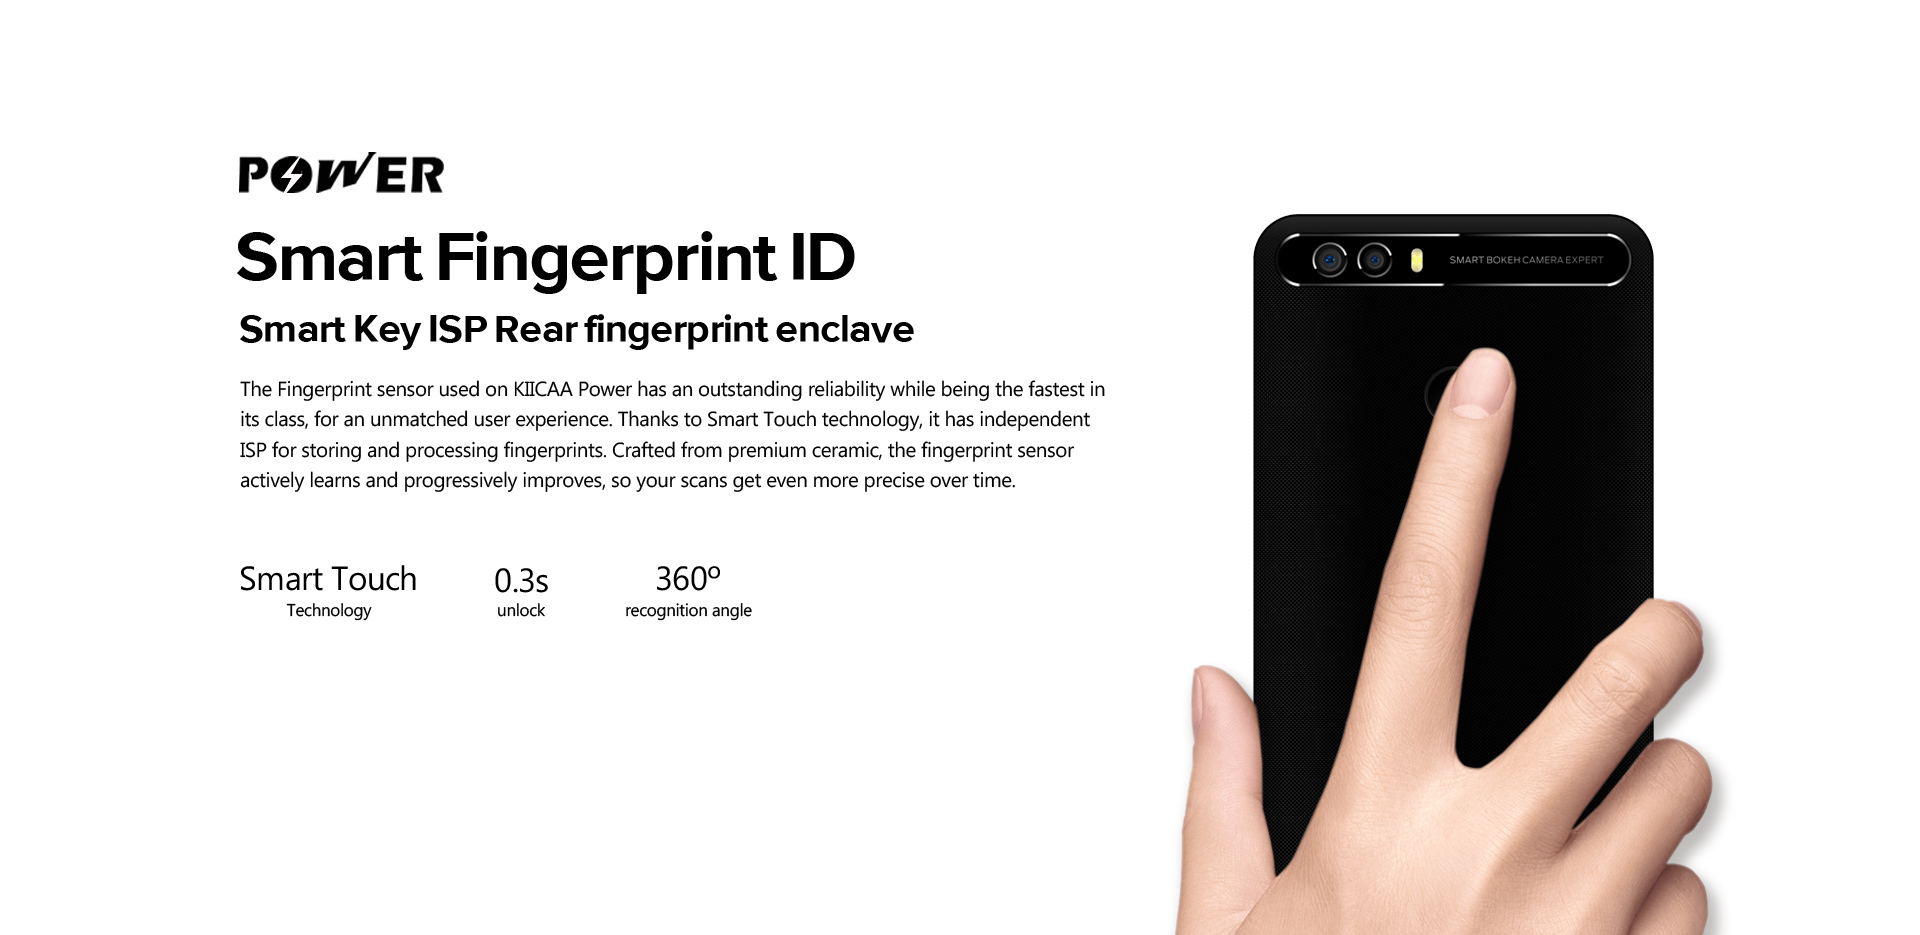 POWER
Smart Fingerprint ID
Smart Key ISP Rear fingerprint enclave
The Fingerprint sensor used on KIICAA Power has an outstanding reliability while being the fastest in
its class, for an unmatched user experience. Thanks to Smart Touch technology, it has independent
ISP for storing and processing fingerprints. Crafted from premium ceramic, the fingerprint sensor
actively learns and progressively improves, so your scans get even more precise over time.
Smart Touch
Technology
0.3s
unlock
360º
recognition angle
SMART BOKEH CAMERA EXPERT